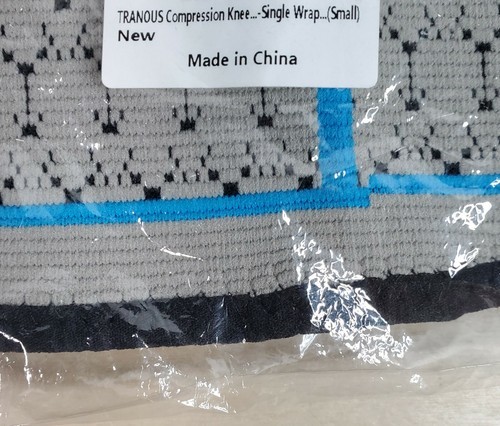 TRANOUS Compression Knee...-Single Wrap...(Small)
New
Made in China